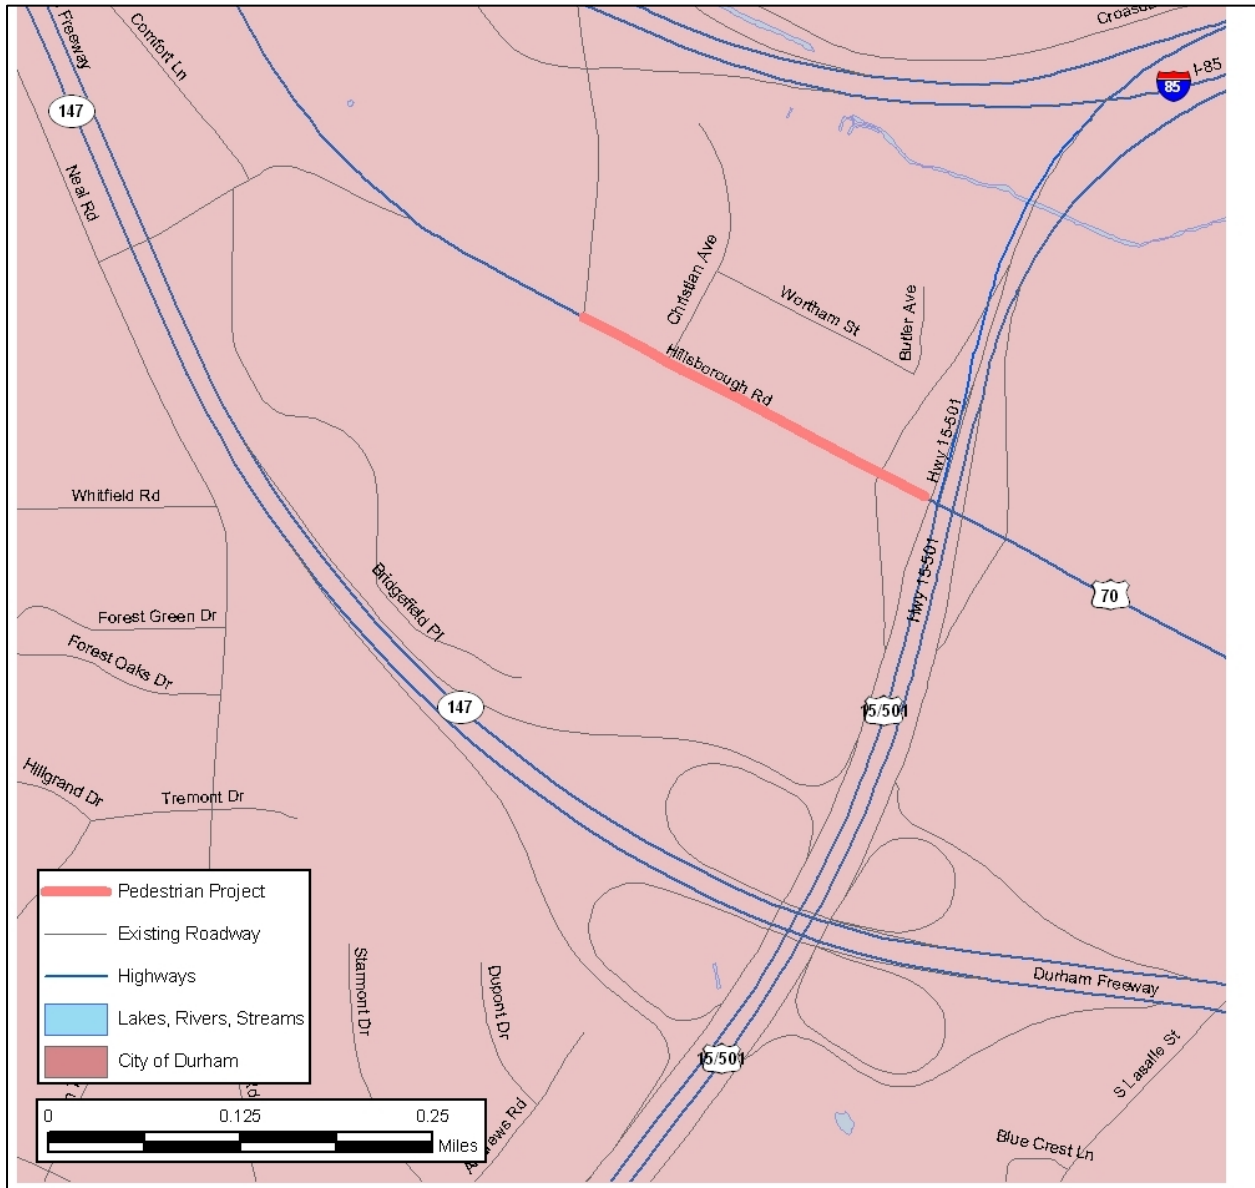 Freeway
Comfort Ln
I-85
85
147
Neal Rd
Christian Ave
Wortham St
Butler Ave
Hillsborough Rd
Hwy 15-501
Whitfield Rd
Hwy 15-501
70
Bridgefield Pl
Forest Green Dr
Forest Oaks Dr
147
15/501
Hillgrand Dr
Tremont Dr
Pedestrian Project
Existing Roadway
Highways
Lakes, Rivers, Streams
City of Durham
Starmont Dr
Dupont Dr
Durham Freeway
15/501
S Lasalle St
Rd
0 0.125 0.25
Miles
Blue Crest Ln